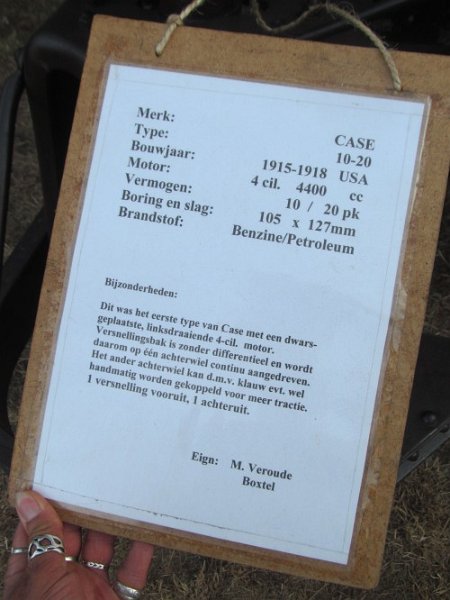 Merk: CASE
Type: 10-20
Bouwjaar: 1915-1918 USA
Motor: 4 cil. 4400 cc
Vermogen: 10 / 20 pk
Boring en slag: 105 x 127mm
Brandstof: Benzine/Petroleum
Bijzonderheden:
Dit was het eerste type van Case met een dwars-
geplaatste, linksdraaiende 4-cil. motor.
Versnellingsbak is zonder differentieel en wordt
daarom op één achterwiel continu aangedreven.
Het ander achterwiel kan d.m.v. klauw evt. wel
handmatig worden gekoppeld voor meer tractie.
1 versnelling vooruit, 1 achteruit.
Eign: M. Veroude
Boxtel